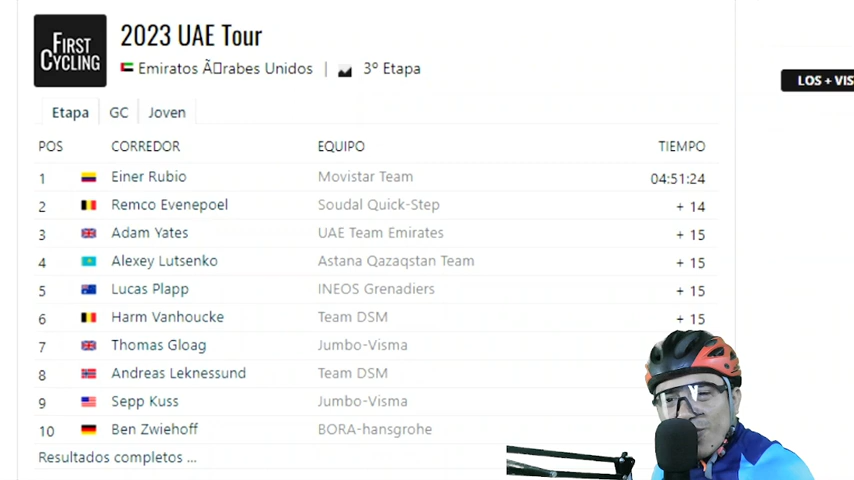 FIRST
CYCLING
2023 UAE Tour
Emiratos Ã▯rabes Unidos | 3º Etapa
LOS + VIS
Etapa GC Joven
POS CORREDOR EQUIPO TIEMPO
1 Einer Rubio Movistar Team 04:51:24
2 Remco Evenepoel Soudal Quick-Step + 14
3 Adam Yates UAE Team Emirates + 15
4 Alexey Lutsenko Astana Qazaqstan Team + 15
5 Lucas Plapp INEOS Grenadiers + 15
6 Harm Vanhoucke Team DSM + 15
7 Thomas Gloag Jumbo-Visma
8 Andreas Leknessund Team DSM
9 Sepp Kuss Jumbo-Visma
10 Ben Zwiehoff BORA-hansgrohe
Resultados completos ...